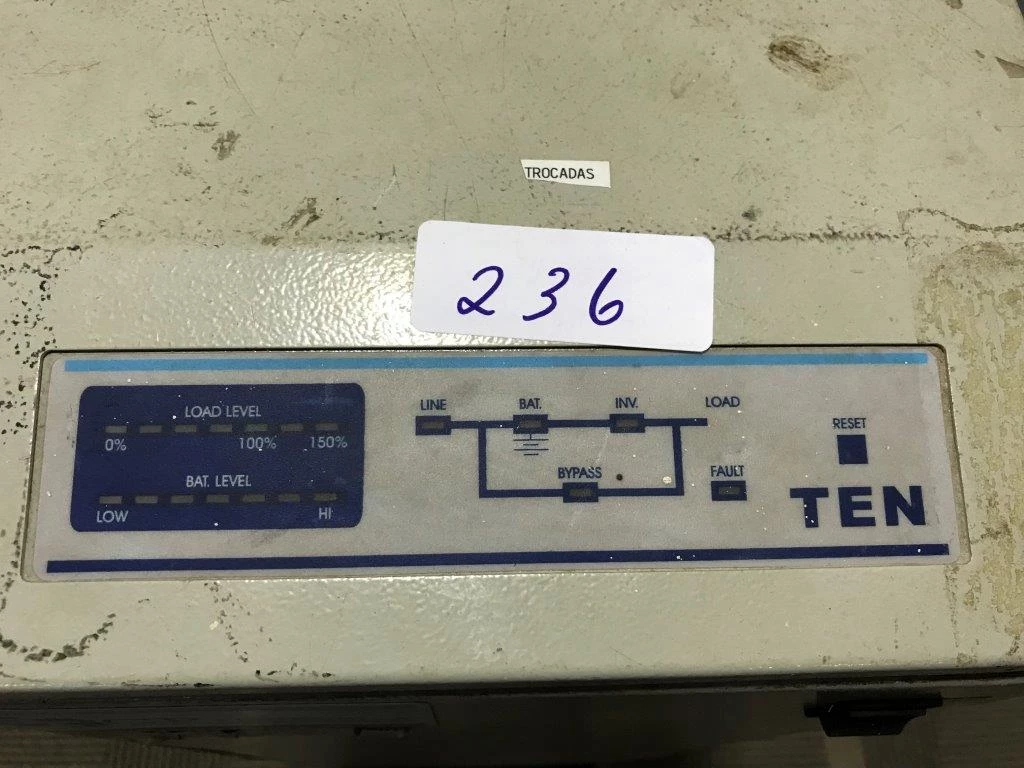 TROCADAS
236
LOAD LEVEL
0% 100% 150%
BAT. LEVEL
LOW HI
LINE BAT. INV. LOAD
BYPASS FAULT
RESET
TEN